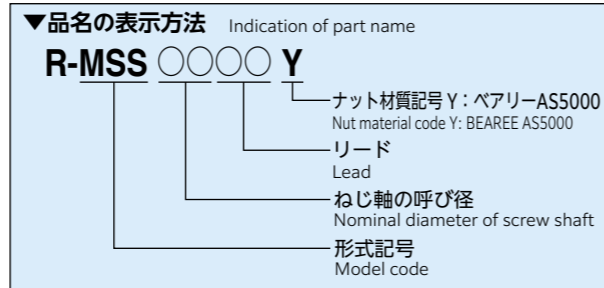 ▼品名の表示方法 Indication of part name
R-MSS ○○○○ Y
ナット材質記号 Y：ベアリーAS5000
Nut material code Y: BEAREE AS5000
リード
Lead
ねじ軸の呼び径
Nominal diameter of screw shaft
形式記号
Model code